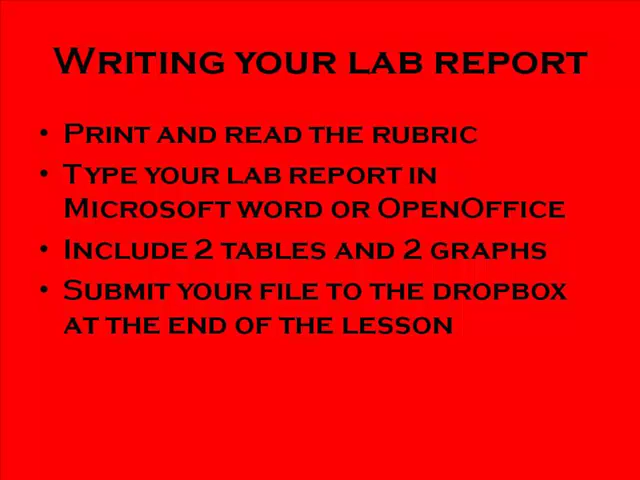 Writing your lab report
• Print and read the rubric
• Type your lab report in
Microsoft word or OpenOffice
• Include 2 tables and 2 graphs
• Submit your file to the dropbox
at the end of the lesson